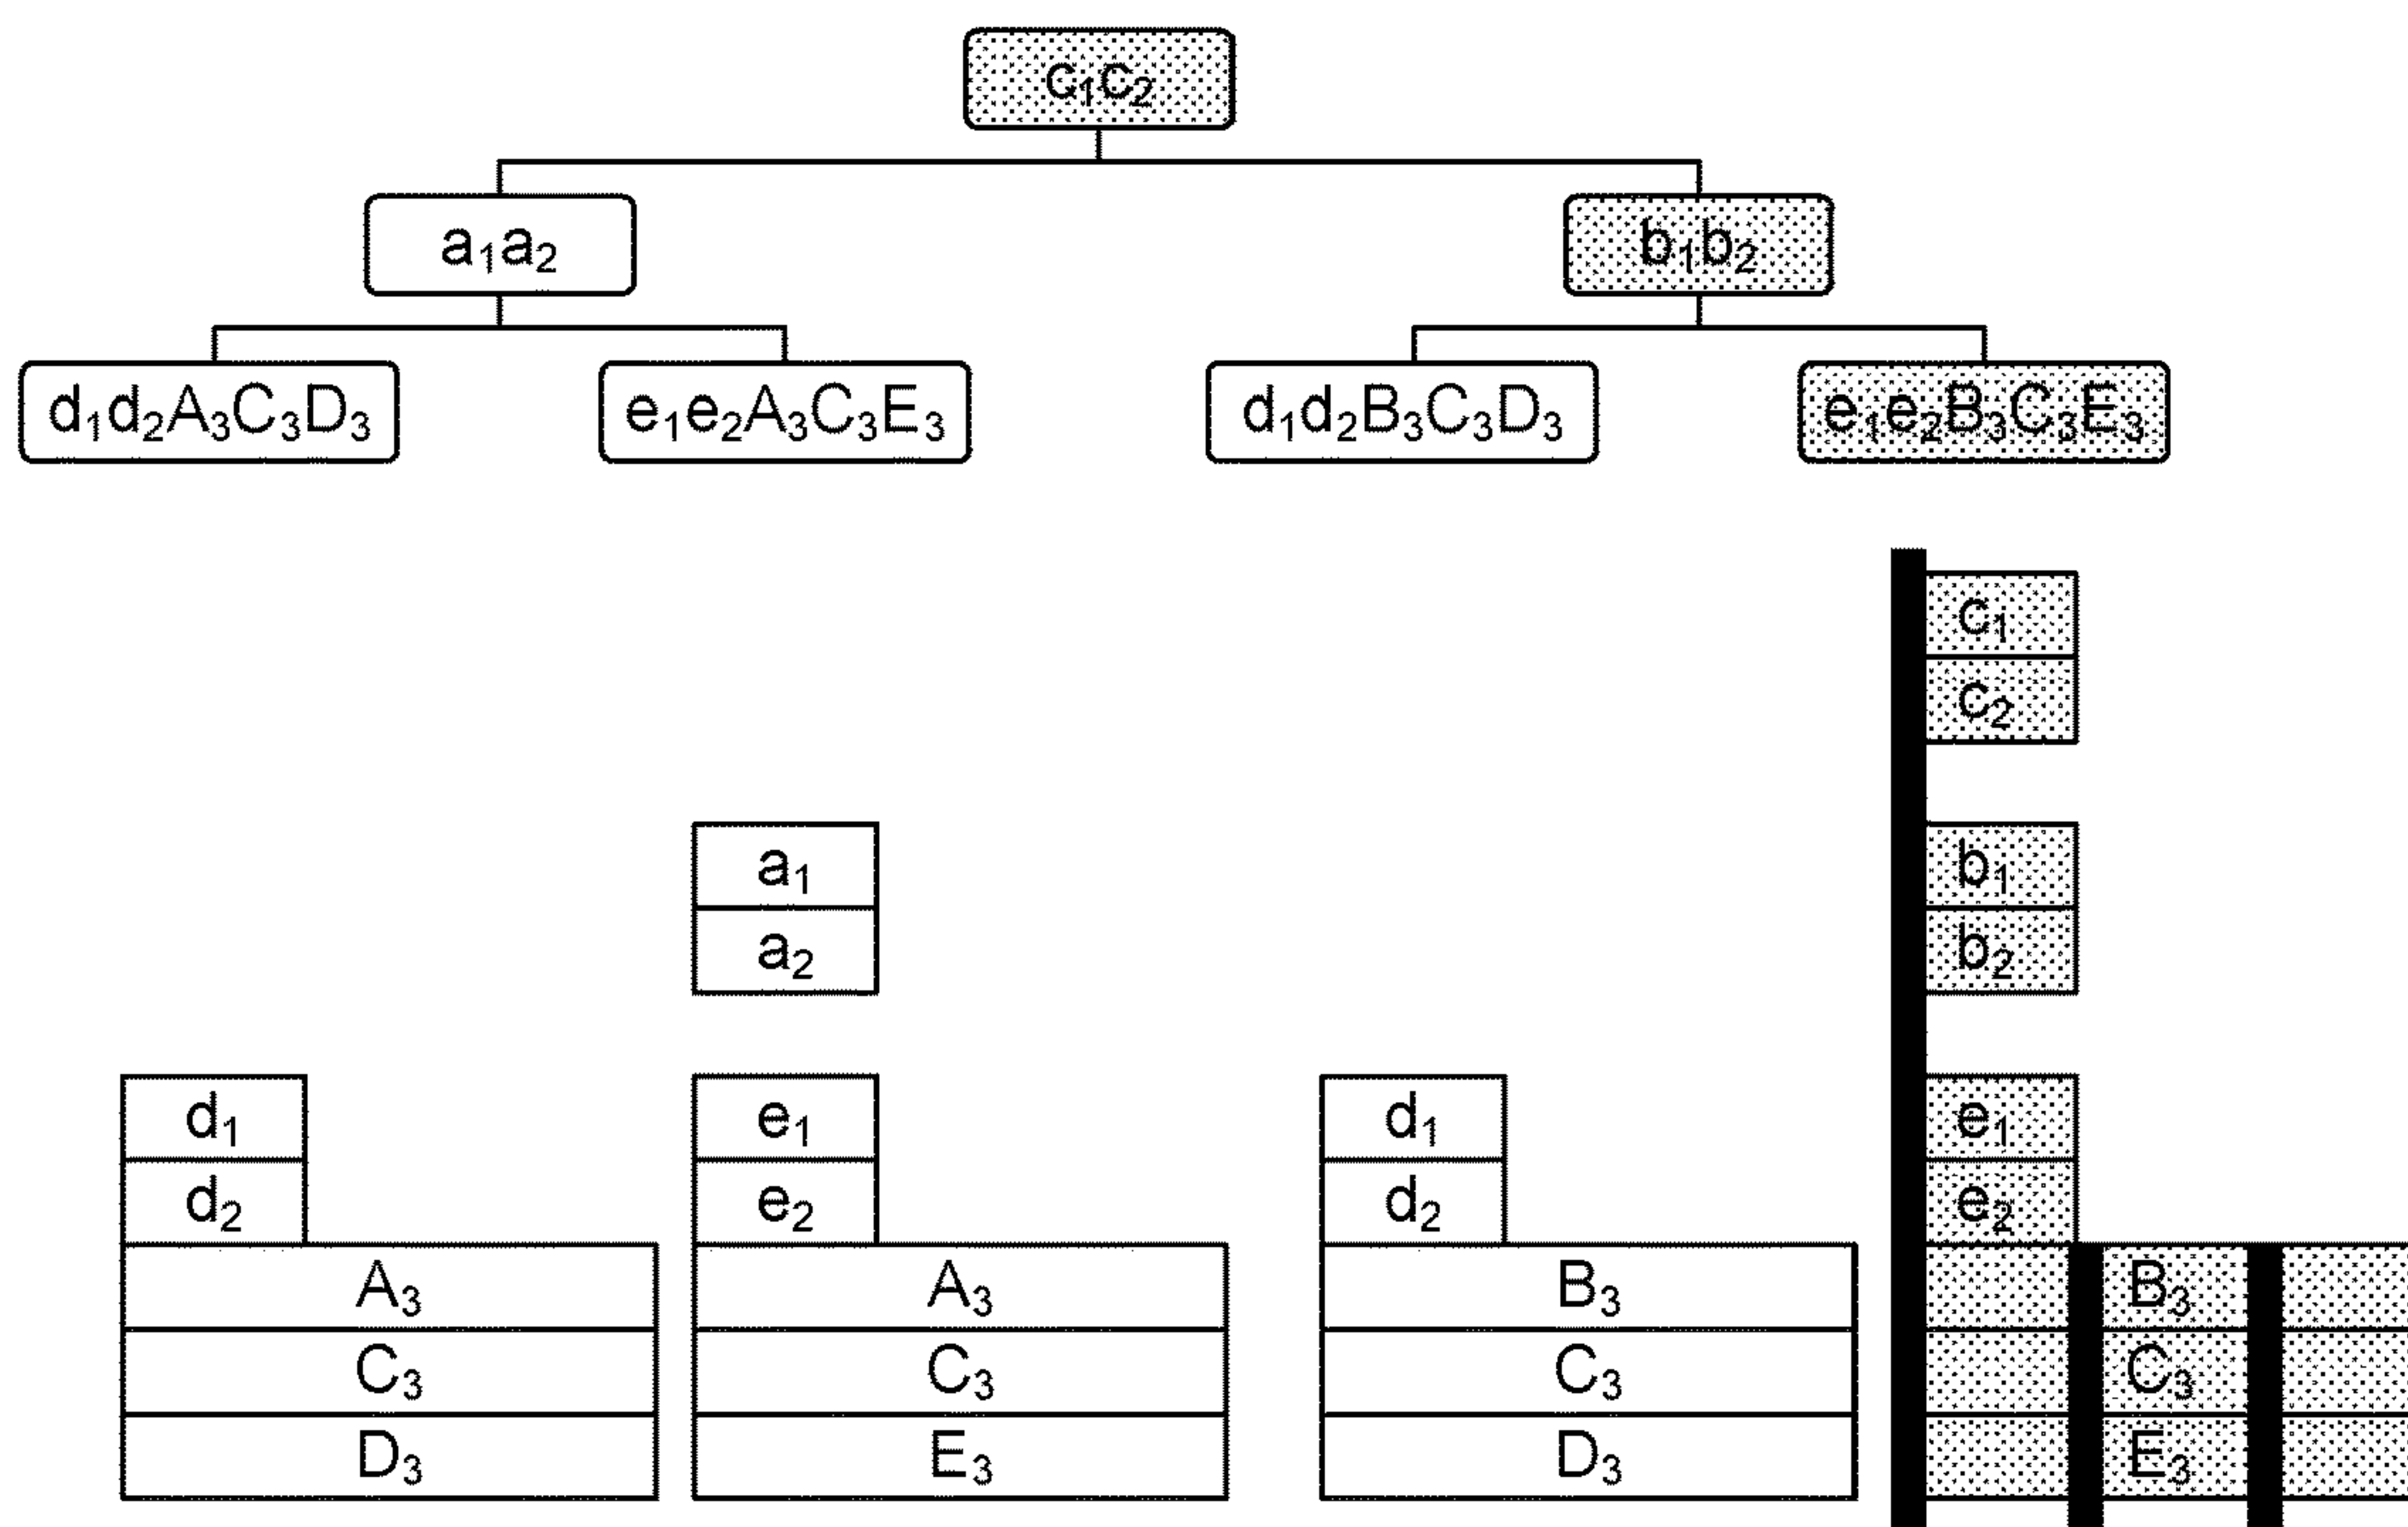 c₁c₂
a₁a₂ b₁b₂
d₁d₂A₃C₃D₃ e₁e₂A₃C₃E₃ d₁d₂B₃C₃D₃ e₁e₂B₃C₃E₃
c₁
c₂
a₁ b₁
a₂ b₂
d₁ e₁ d₁ e₁
d₂ e₂ d₂ e₂
A₃ A₃ B₃ B₃
C₃ C₃ C₃ C₃
D₃ E₃ D₃ E₃